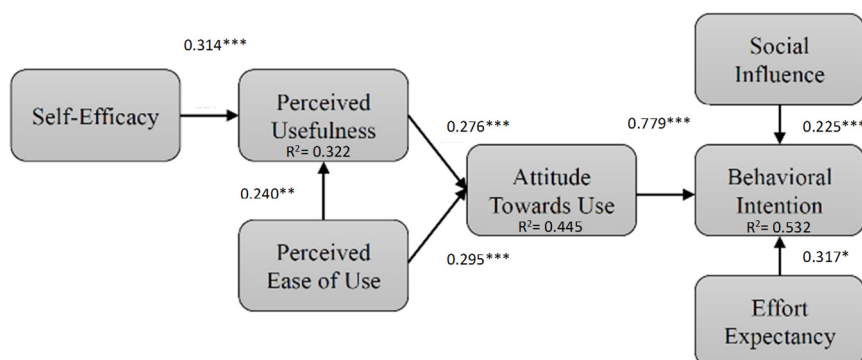 0.314***
Social
Influence
Self-Efficacy
Perceived
Usefulness
R²= 0.322
0.276***
0.779***
0.225***
0.240**
Attitude
Towards Use
R²= 0.445
Behavioral
Intention
R²= 0.532
Perceived
Ease of Use
0.295***
0.317*
Effort
Expectancy